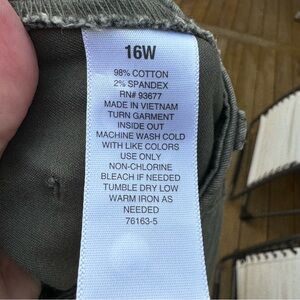 16W
98% COTTON
2% SPANDEX
RN# 93677
MADE IN VIETNAM
TURN GARMENT
INSIDE OUT
MACHINE WASH COLD
WITH LIKE COLORS
USE ONLY
NON-CHLORINE
BLEACH IF NEEDED
TUMBLE DRY LOW
WARM IRON AS
NEEDED
76163-5